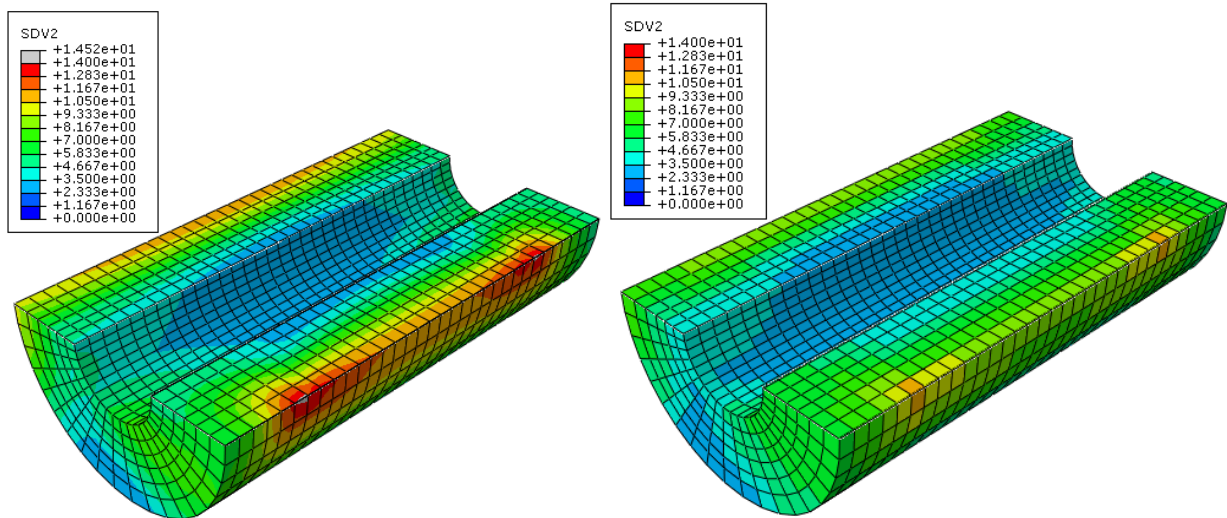 SDV2
+1.452e+01
+1.400e+01
+1.283e+01
+1.167e+01
+1.050e+01
+9.333e+00
+8.167e+00
+7.000e+00
+5.833e+00
+4.667e+00
+3.500e+00
+2.333e+00
+1.167e+00
+0.000e+00
SDV2
+1.400e+01
+1.283e+01
+1.167e+01
+1.050e+01
+9.333e+00
+8.167e+00
+7.000e+00
+5.833e+00
+4.667e+00
+3.500e+00
+2.333e+00
+1.167e+00
+0.000e+00